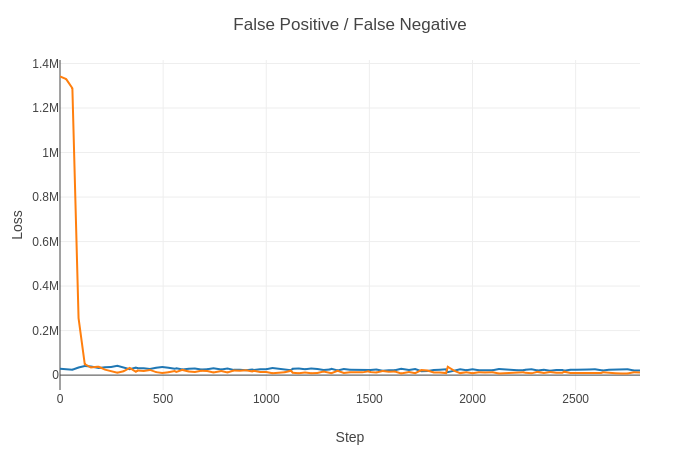 False Positive / False Negative
1.4M
1.2M
1M
0.8M
0.6M
0.4M
0.2M
0
Loss
0 500 1000 1500 2000 2500
Step